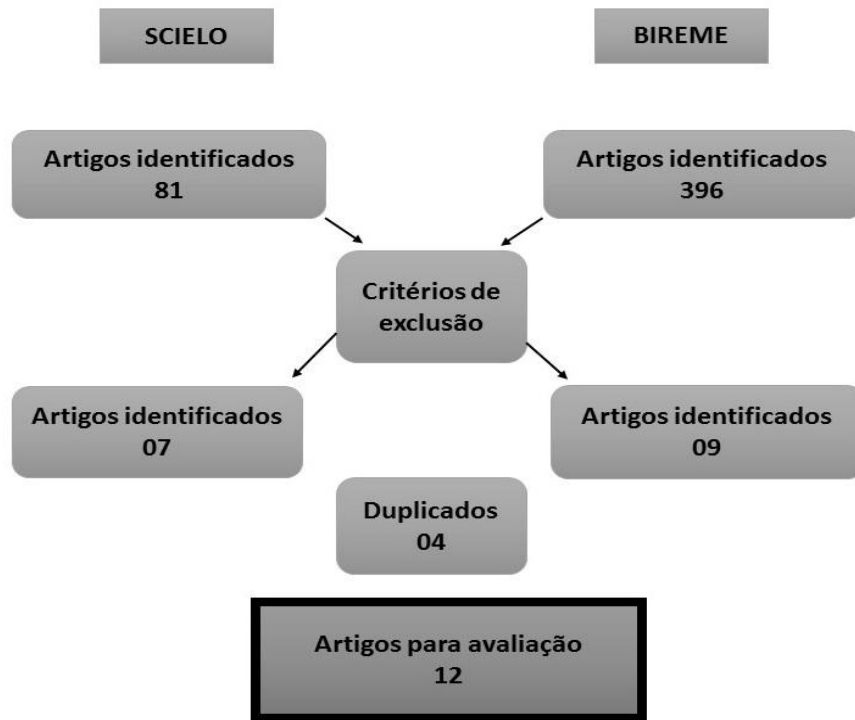 SCIELO
BIREME
Artigos identificados
81
Artigos identificados
396
Critérios de
exclusão
Artigos identificados
07
Artigos identificados
09
Duplicados
04
Artigos para avaliação
12